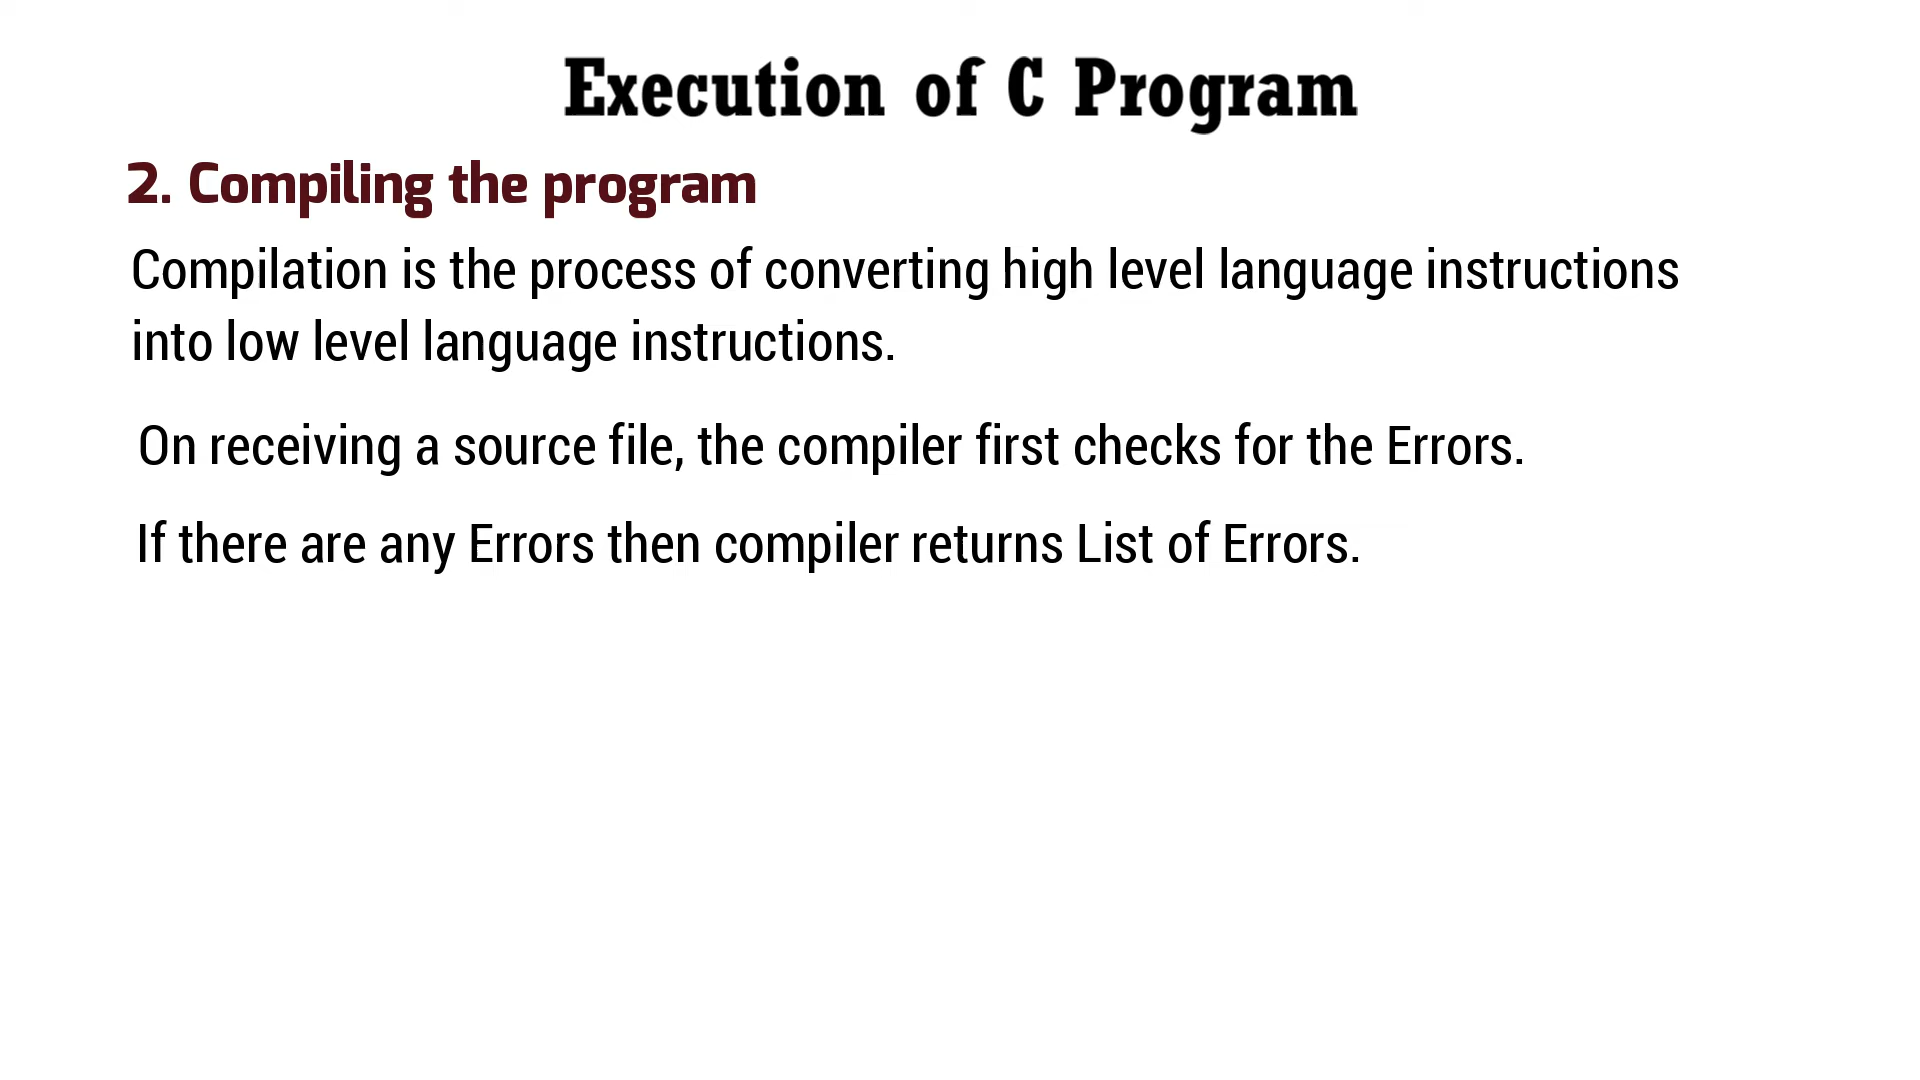 Execution of C Program
2. Compiling the program
Compilation is the process of converting high level language instructions
into low level language instructions.
On receiving a source file, the compiler first checks for the Errors.
If there are any Errors then compiler returns List of Errors.